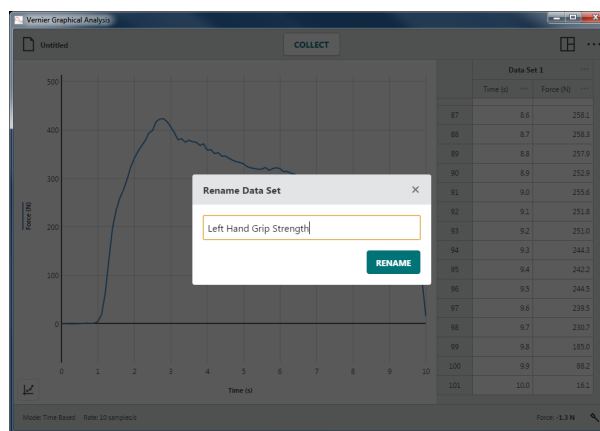 Vernier Graphical Analysis
Untitled
COLLECT
Data Set 1
Time (s) Force (N)
87 8.6 256.1
88 8.7 258.3
89 8.8 257.9
90 8.9 252.9
91 9.0 255.6
92 9.1 251.8
93 9.2 251.0
94 9.3 244.3
95 9.4 242.2
96 9.5 244.5
97 9.6 239.5
98 9.7 230.7
99 9.8 185.0
100 9.9 88.2
101 10.0 16.1
Force (N)
500
400
300
200
100
0
0 1 2 3 4 5 6 7 8 9 10
Time (s)
Rename Data Set
Left Hand Grip Strength
RENAME
Mode: Time Based Rate: 10 samples/s
Force: -1.3 N